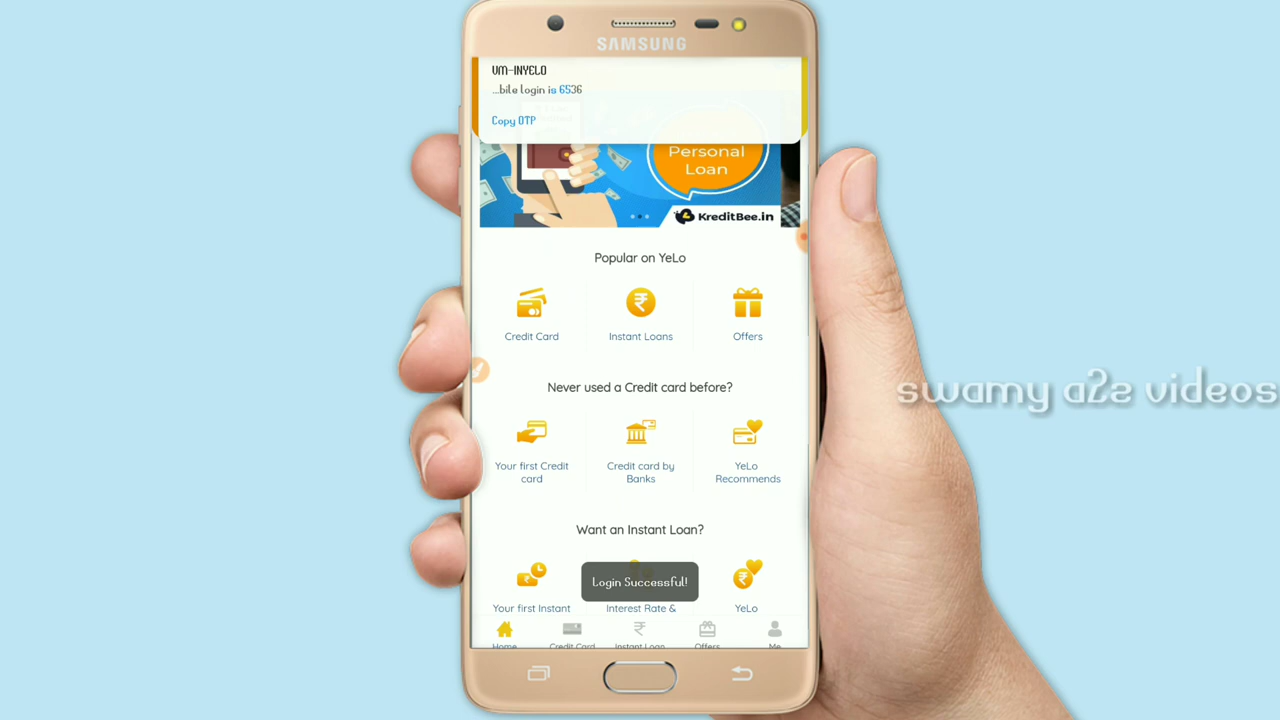 SAMSUNG
VM-INYELO
...bile login is 6536
Copy OTP
Personal
Loan
KreditBee.in
Popular on YeLo
Credit Card
Instant Loans
Offers
swamy a2z videos
Never used a Credit card before?
Your first Credit
card
Credit card by
Banks
YeLo
Recommends
Want an Instant Loan?
Login Successful!
Your first Instant
Interest Rate &
YeLo
Home
Credit Card
Instant Loan
Offers
Me